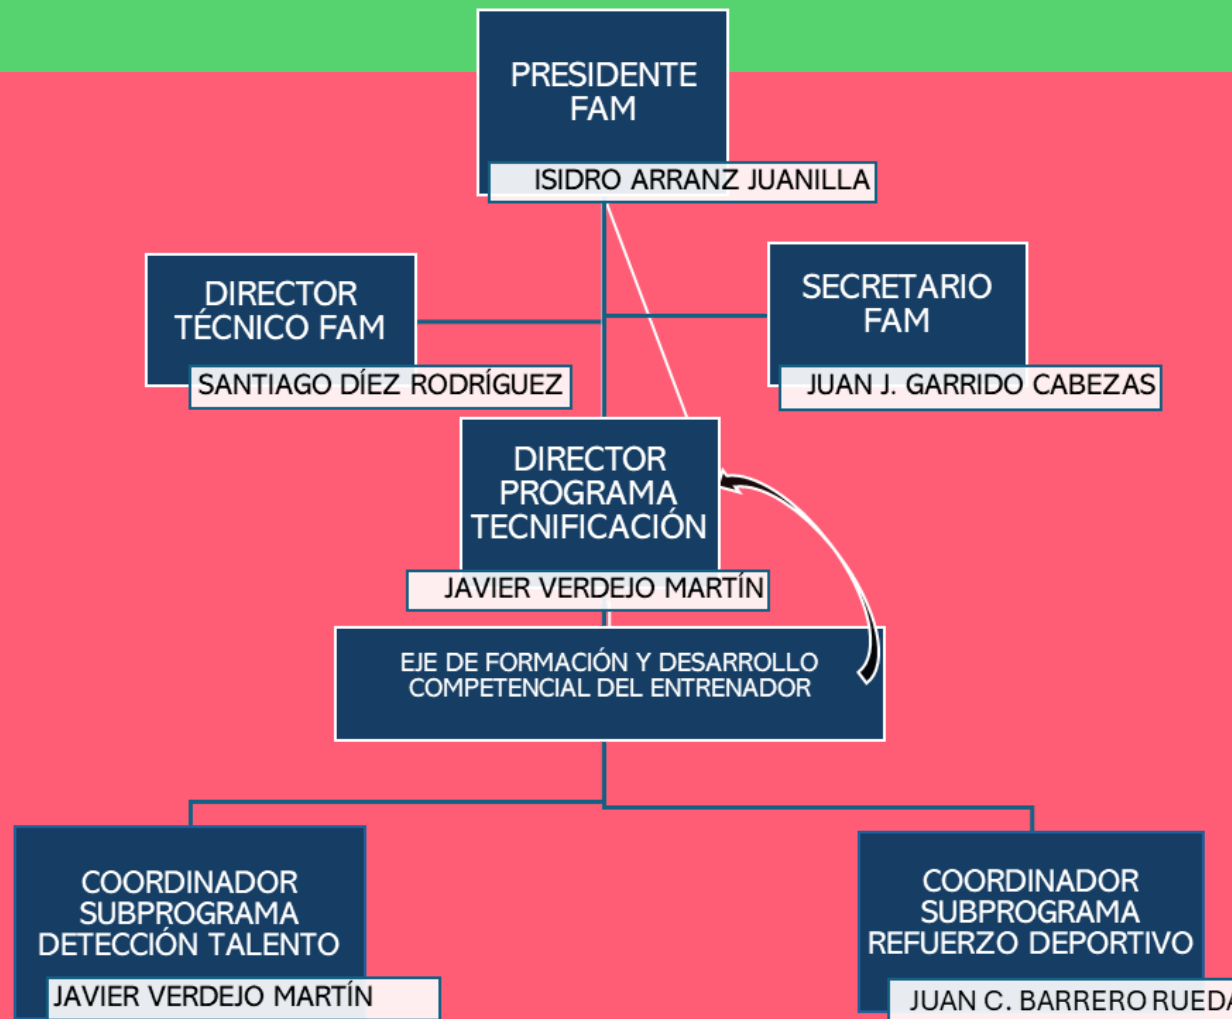 PRESIDENTE
FAM
ISIDRO ARRANZ JUANILLA
DIRECTOR
TÉCNICO FAM
SANTIAGO DÍEZ RODRÍGUEZ
SECRETARIO
FAM
JUAN J. GARRIDO CABEZAS
DIRECTOR
PROGRAMA
TECNIFICACIÓN
JAVIER VERDEJO MARTÍN
EJE DE FORMACIÓN Y DESARROLLO
COMPETENCIAL DEL ENTRENADOR
COORDINADOR
SUBPROGRAMA
DETECCIÓN TALENTO
JAVIER VERDEJO MARTÍN
COORDINADOR
SUBPROGRAMA
REFUERZO DEPORTIVO
JUAN C. BARRERO RUEDA